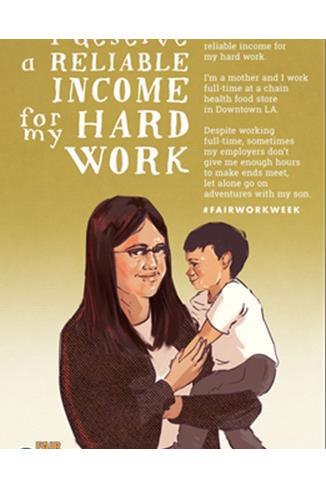 I deserve
a RELIABLE
INCOME
for my HARD
WORK
reliable income for
my hard work.
I'm a mother and I work
full-time at a chain
health food store
in Downtown LA.
Despite working
full-time, sometimes
my employers don't
give me enough hours
to make ends meet,
let alone go on
adventures with my son.
#FAIRWORKWEEK
FAIR